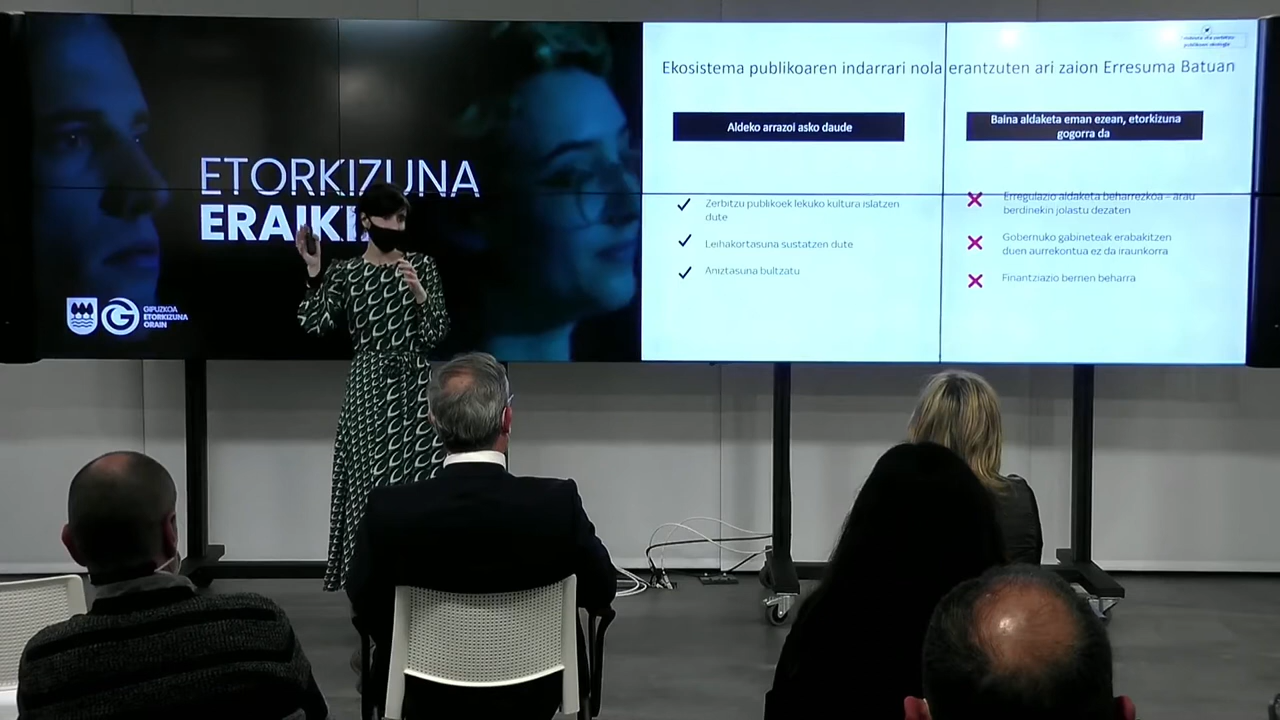 ETORKIZUNA
ERAIKI
GIPUZKOA
ETORKIZUNA
ORAIN
Ekosistema publikoaren indarrari nola erantzuten ari zaion Erresuma Batuan
Aldeko arrazoi asko daude
Zerbitzu publikoek lekuko kultura islatzen
dute
Leihakortasuna sustatzen dute
Aniztasuna bultzatu
Baina aldaketa eman ezean, etorkizuna
gogorra da
Erregulazio aldaketa beharrezkoa – arau
berdinekin jolastu dezaten
Gobernuko gabineteak erabakitzen
duen aurrekontua ez da iraunkorra
Finantziazio berrien beharra